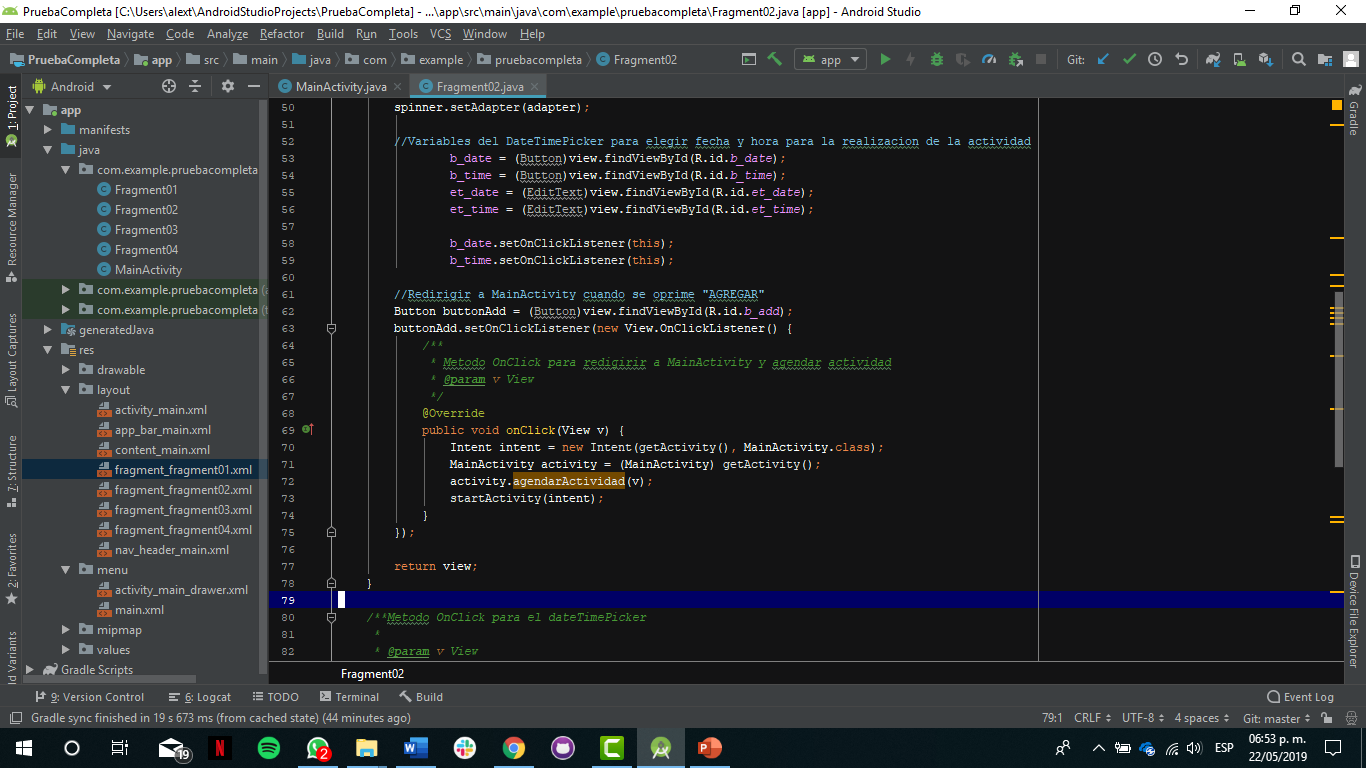 PruebaCompleta [C:\Users\alext\AndroidStudioProjects\PruebaCompleta] - ...\app\src\main\java\com\example\pruebacompleta\Fragment02.java [app] - Android Studio
File Edit View Navigate Code Analyze Refactor Build Run Tools VCS Window Help
PruebaCompleta app src main java com example pruebacompleta Fragment02 app Git:
Android MainActivity.java Fragment02.java
1: Project
Resource Manager
Layout Captures
7: Structure
2: Favorites
d Variants
app
manifests
java
com.example.pruebacompleta
Fragment01
Fragment02
Fragment03
Fragment04
MainActivity
com.example.pruebacompleta (
com.example.pruebacompleta (
generatedJava
res
drawable
layout
activity_main.xml
app_bar_main.xml
content_main.xml
fragment_fragment01.xml
fragment_fragment02.xml
fragment_fragment03.xml
fragment_fragment04.xml
nav_header_main.xml
menu
activity_main_drawer.xml
main.xml
mipmap
values
Gradle Scripts
50 spinner.setAdapter(adapter);
51
52 //Variables del DateTimePicker para elegir fecha y hora para la realizacion de la actividad
53 b_date = (Button)view.findViewById(R.id.b_date);
54 b_time = (Button)view.findViewById(R.id.b_time);
55 et_date = (EditText)view.findViewById(R.id.et_date);
56 et_time = (EditText)view.findViewById(R.id.et_time);
57
58 b_date.setOnClickListener(this);
59 b_time.setOnClickListener(this);
60
61 //Redirigir a MainActivity cuando se oprime "AGREGAR"
62 Button buttonAdd = (Button)view.findViewById(R.id.b_add);
63 buttonAdd.setOnClickListener(new View.OnClickListener() {
64 /**
65 * Metodo OnClick para redigirir a MainActivity y agendar actividad
66 * @param v View
67 */
68 @Override
69 public void onClick(View v) {
70 Intent intent = new Intent(getActivity(), MainActivity.class);
71 MainActivity activity = (MainActivity) getActivity();
72 activity.agendarActividad(v);
73 startActivity(intent);
74 }
75 });
76
77 return view;
78 }
79
80 /**Metodo OnClick para el dateTimePicker
81 *
82 * @param v View
Fragment02
Gradle
Device File Explorer
9: Version Control 6: Logcat TODO Terminal Build Event Log
Gradle sync finished in 19 s 673 ms (from cached state) (44 minutes ago) 79:1 CRLF UTF-8 4 spaces Git: master
19 2 ESP 06:53 p. m.
22/05/2019